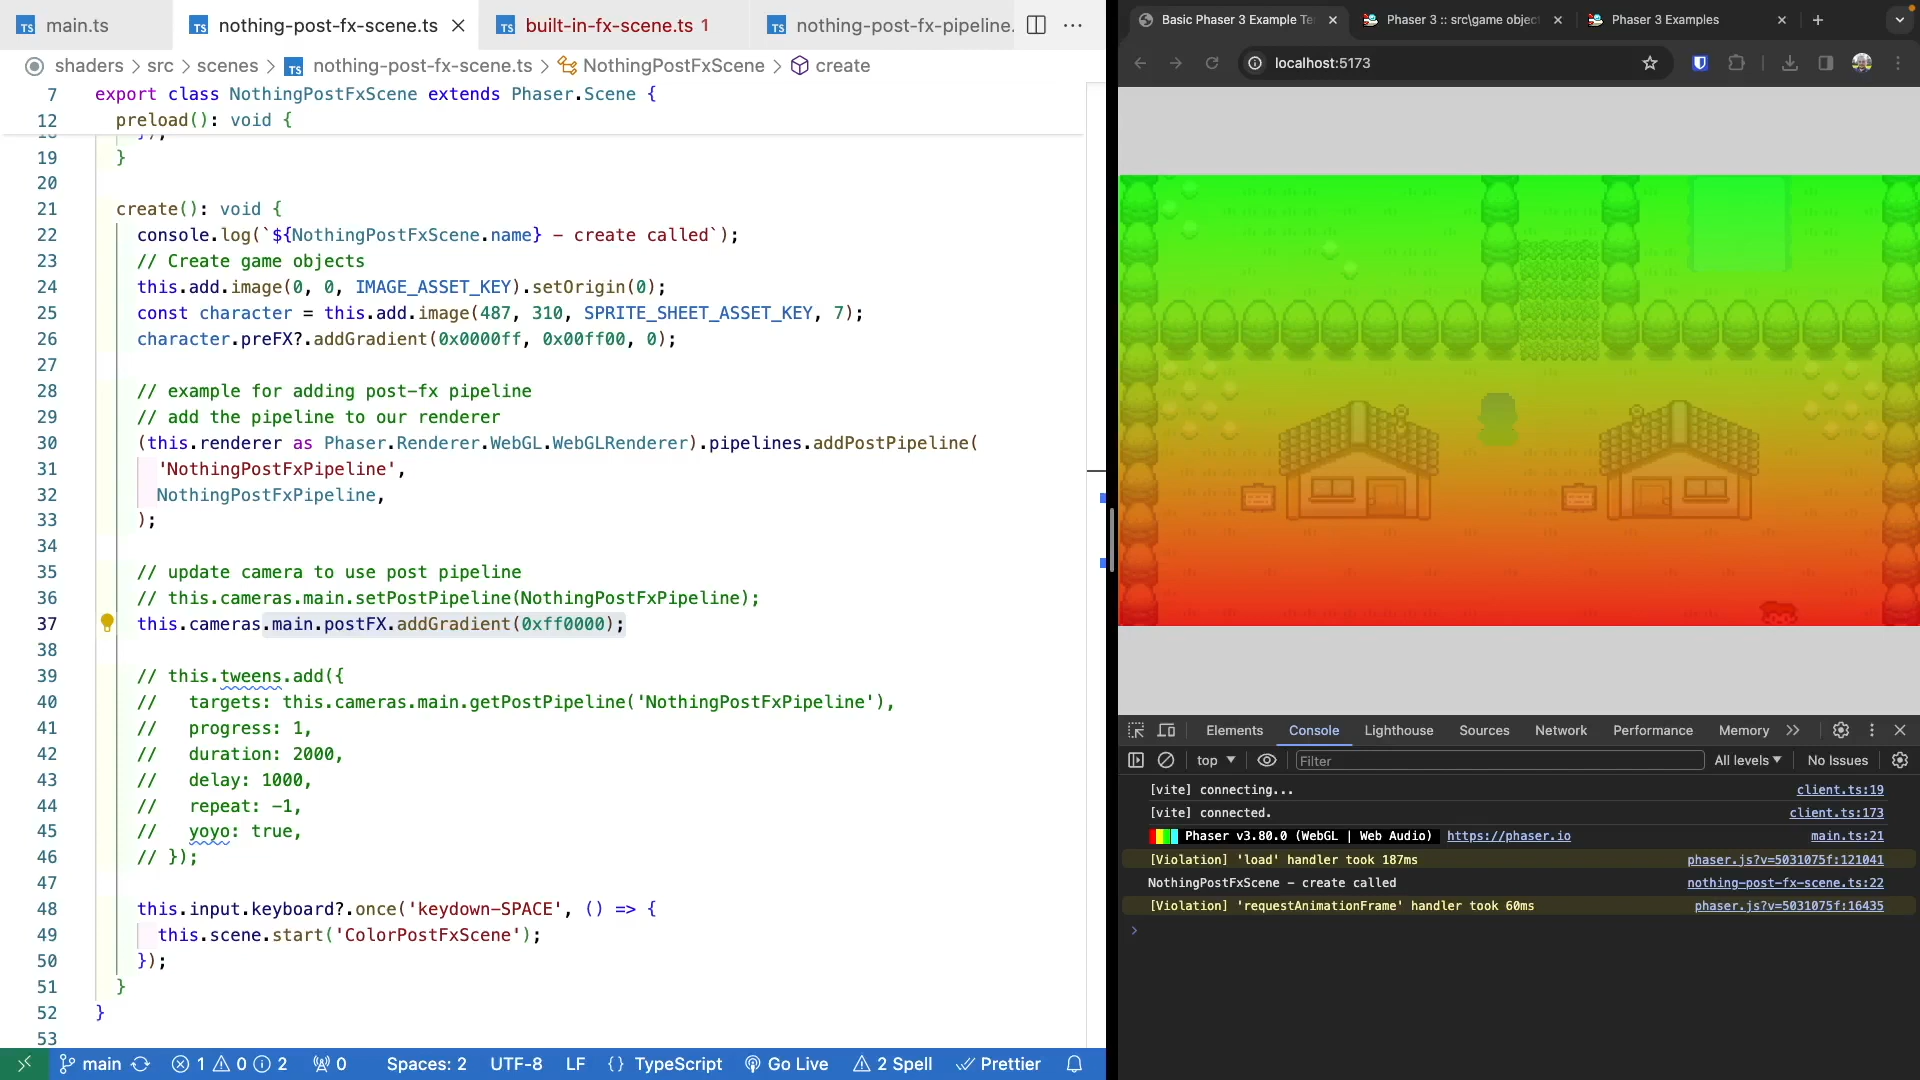 main.ts
nothing-post-fx-scene.ts
built-in-fx-scene.ts 1
nothing-post-fx-pipeline.
shaders > src > scenes > nothing-post-fx-scene.ts > NothingPostFxScene > create
7 export class NothingPostFxScene extends Phaser.Scene {
12 preload(): void {
19 }
20
21 create(): void {
22 console.log(`${NothingPostFxScene.name} – create called`);
23 // Create game objects
24 this.add.image(0, 0, IMAGE_ASSET_KEY).setOrigin(0);
25 const character = this.add.image(487, 310, SPRITE_SHEET_ASSET_KEY, 7);
26 character.preFX?.addGradient(0x0000ff, 0x00ff00, 0);
27
28 // example for adding post-fx pipeline
29 // add the pipeline to our renderer
30 (this.renderer as Phaser.Renderer.WebGL.WebGLRenderer).pipelines.addPostPipeline(
31 'NothingPostFxPipeline',
32 NothingPostFxPipeline,
33 );
34
35 // update camera to use post pipeline
36 // this.cameras.main.setPostPipeline(NothingPostFxPipeline);
37 this.cameras.main.postFX.addGradient(0xff0000);
38
39 // this.tweens.add({
40 // targets: this.cameras.main.getPostPipeline('NothingPostFxPipeline'),
41 // progress: 1,
42 // duration: 2000,
43 // delay: 1000,
44 // repeat: -1,
45 // yoyo: true,
46 // });
47
48 this.input.keyboard?.once('keydown-SPACE', () => {
49 this.scene.start('ColorPostFxScene');
50 });
51 }
52 }
53
main 1 0 2 0 Spaces: 2 UTF-8 LF {} TypeScript Go Live 2 Spell Prettier
Basic Phaser 3 Example Te
Phaser 3 :: src\game objec
Phaser 3 Examples
localhost:5173
Elements Console Lighthouse Sources Network Performance Memory
top Filter All levels No Issues
[vite] connecting... client.ts:19
[vite] connected. client.ts:173
Phaser v3.80.0 (WebGL | Web Audio) https://phaser.io main.ts:21
[Violation] 'load' handler took 187ms phaser.js?v=5031075f:121041
NothingPostFxScene – create called nothing-post-fx-scene.ts:22
[Violation] 'requestAnimationFrame' handler took 60ms phaser.js?v=5031075f:16435